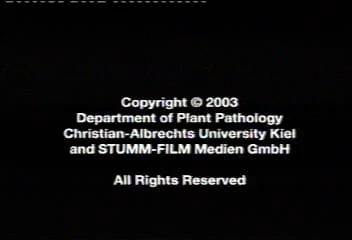 Copyright © 2003
Department of Plant Pathology
Christian-Albrechts University Kiel
and STUMM-FILM Medien GmbH
All Rights Reserved